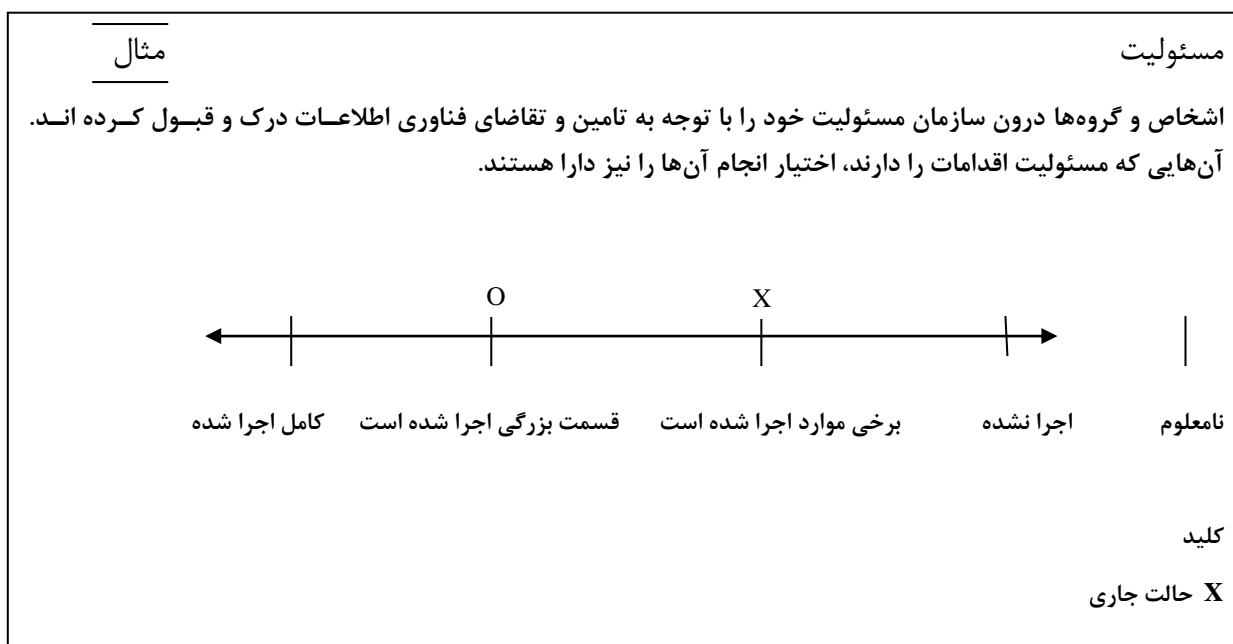 مسئولیت
مثال
اشخاص و گروه‌ها درون سازمان مسئولیت خود را با توجه به تامین و تقاضای فناوری اطلاعات درک و قبول کرده اند.
آن‌هایی که مسئولیت اقدامات را دارند، اختیار انجام آن‌ها را نیز دارا هستند.
X O
نامعلوم اجرا نشده برخی موارد اجرا شده است قسمت بزرگی اجرا شده است کامل اجرا شده
کلید
X حالت جاری